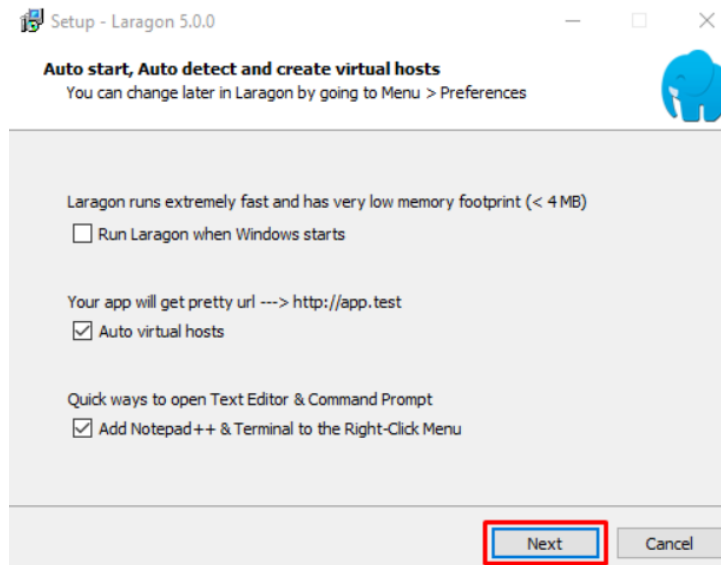 Setup - Laragon 5.0.0
Auto start, Auto detect and create virtual hosts
You can change later in Laragon by going to Menu > Preferences
Laragon runs extremely fast and has very low memory footprint (< 4 MB)
Run Laragon when Windows starts
Your app will get pretty url ---> http://app.test
Auto virtual hosts
Quick ways to open Text Editor & Command Prompt
Add Notepad++ & Terminal to the Right-Click Menu
Next Cancel